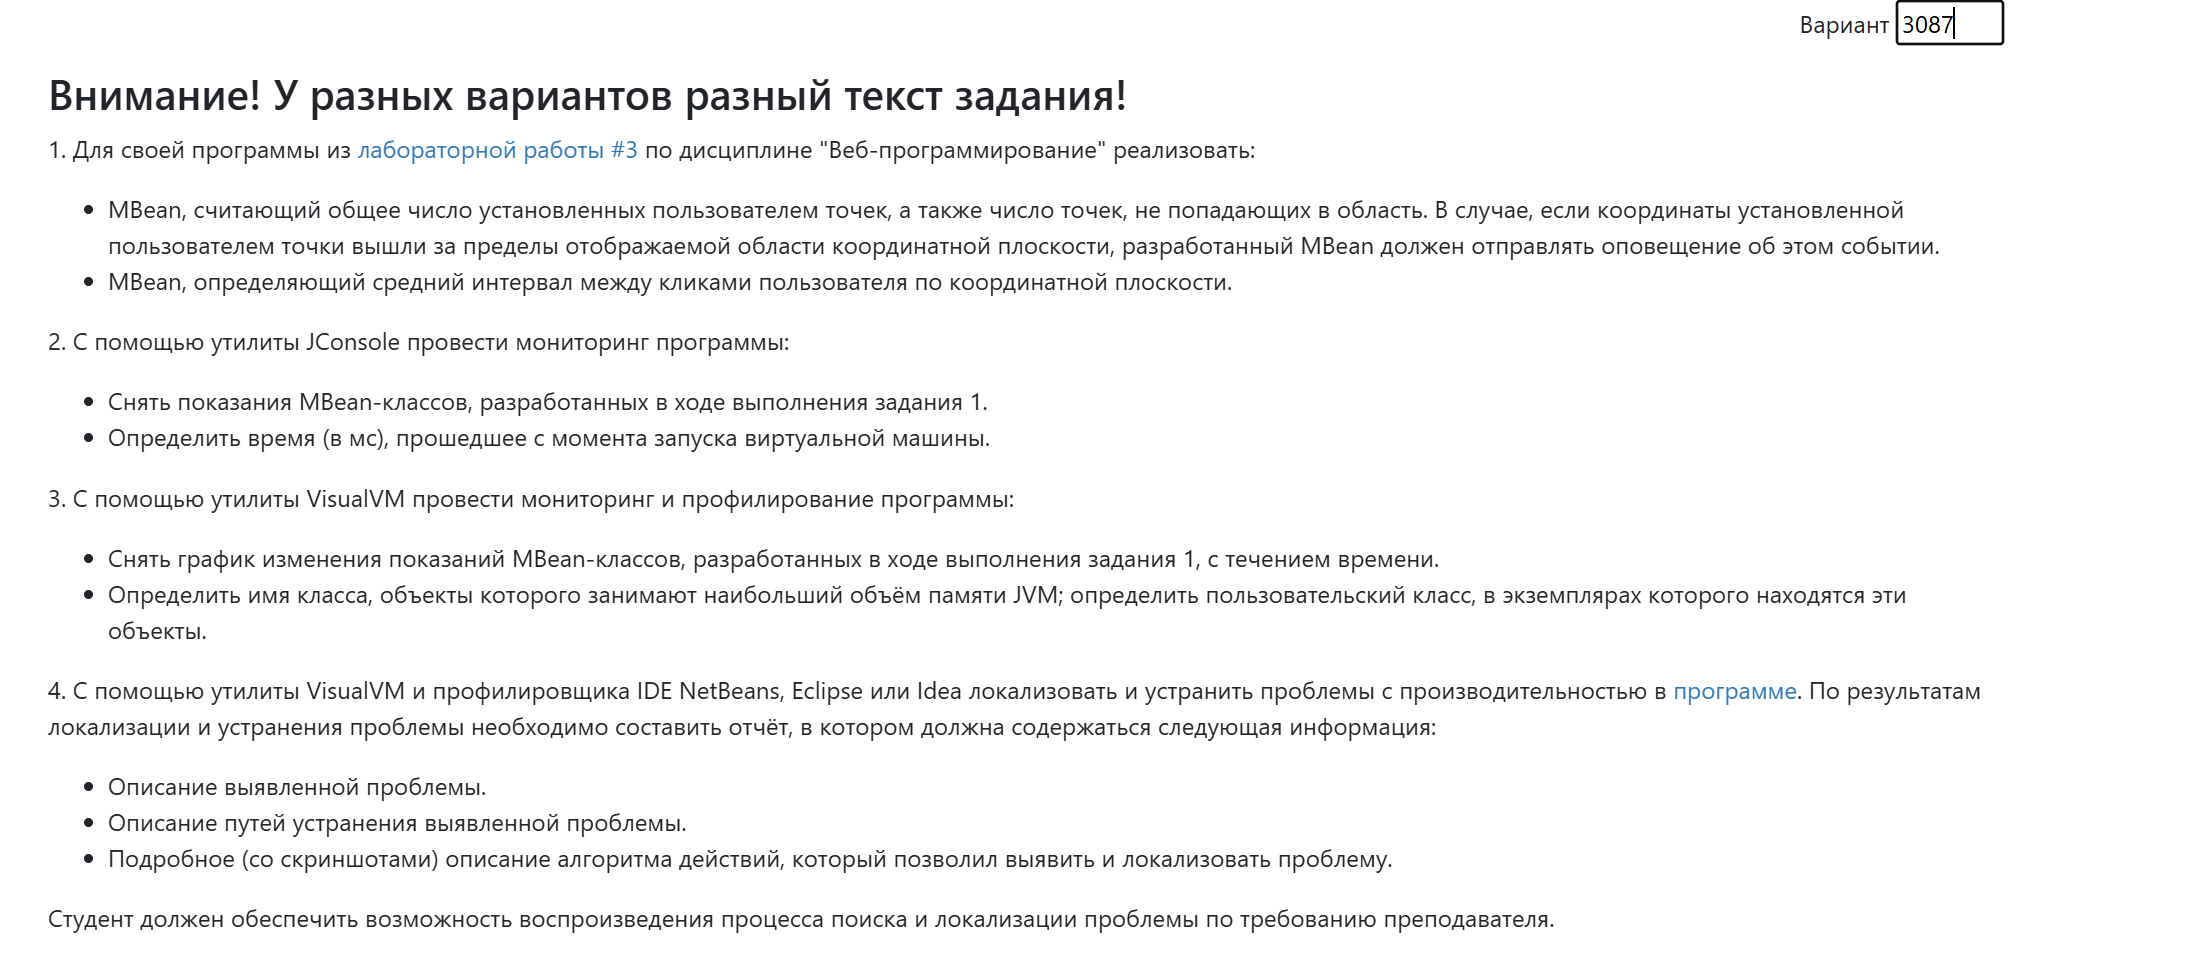 Вариант 3087
Внимание! У разных вариантов разный текст задания!
1. Для своей программы из лабораторной работы #3 по дисциплине "Веб-программирование" реализовать:
• MBean, считающий общее число установленных пользователем точек, а также число точек, не попадающих в область. В случае, если координаты установленной
пользователем точки вышли за пределы отображаемой области координатной плоскости, разработанный MBean должен отправлять оповещение об этом событии.
• MBean, определяющий средний интервал между кликами пользователя по координатной плоскости.
2. С помощью утилиты JConsole провести мониторинг программы:
• Снять показания MBean-классов, разработанных в ходе выполнения задания 1.
• Определить время (в мс), прошедшее с момента запуска виртуальной машины.
3. С помощью утилиты VisualVM провести мониторинг и профилирование программы:
• Снять график изменения показаний MBean-классов, разработанных в ходе выполнения задания 1, с течением времени.
• Определить имя класса, объекты которого занимают наибольший объём памяти JVM; определить пользовательский класс, в экземплярах которого находятся эти
объекты.
4. С помощью утилиты VisualVM и профилировщика IDE NetBeans, Eclipse или Idea локализовать и устранить проблемы с производительностью в программе. По результатам
локализации и устранения проблемы необходимо составить отчёт, в котором должна содержаться следующая информация:
• Описание выявленной проблемы.
• Описание путей устранения выявленной проблемы.
• Подробное (со скриншотами) описание алгоритма действий, который позволил выявить и локализовать проблему.
Студент должен обеспечить возможность воспроизведения процесса поиска и локализации проблемы по требованию преподавателя.